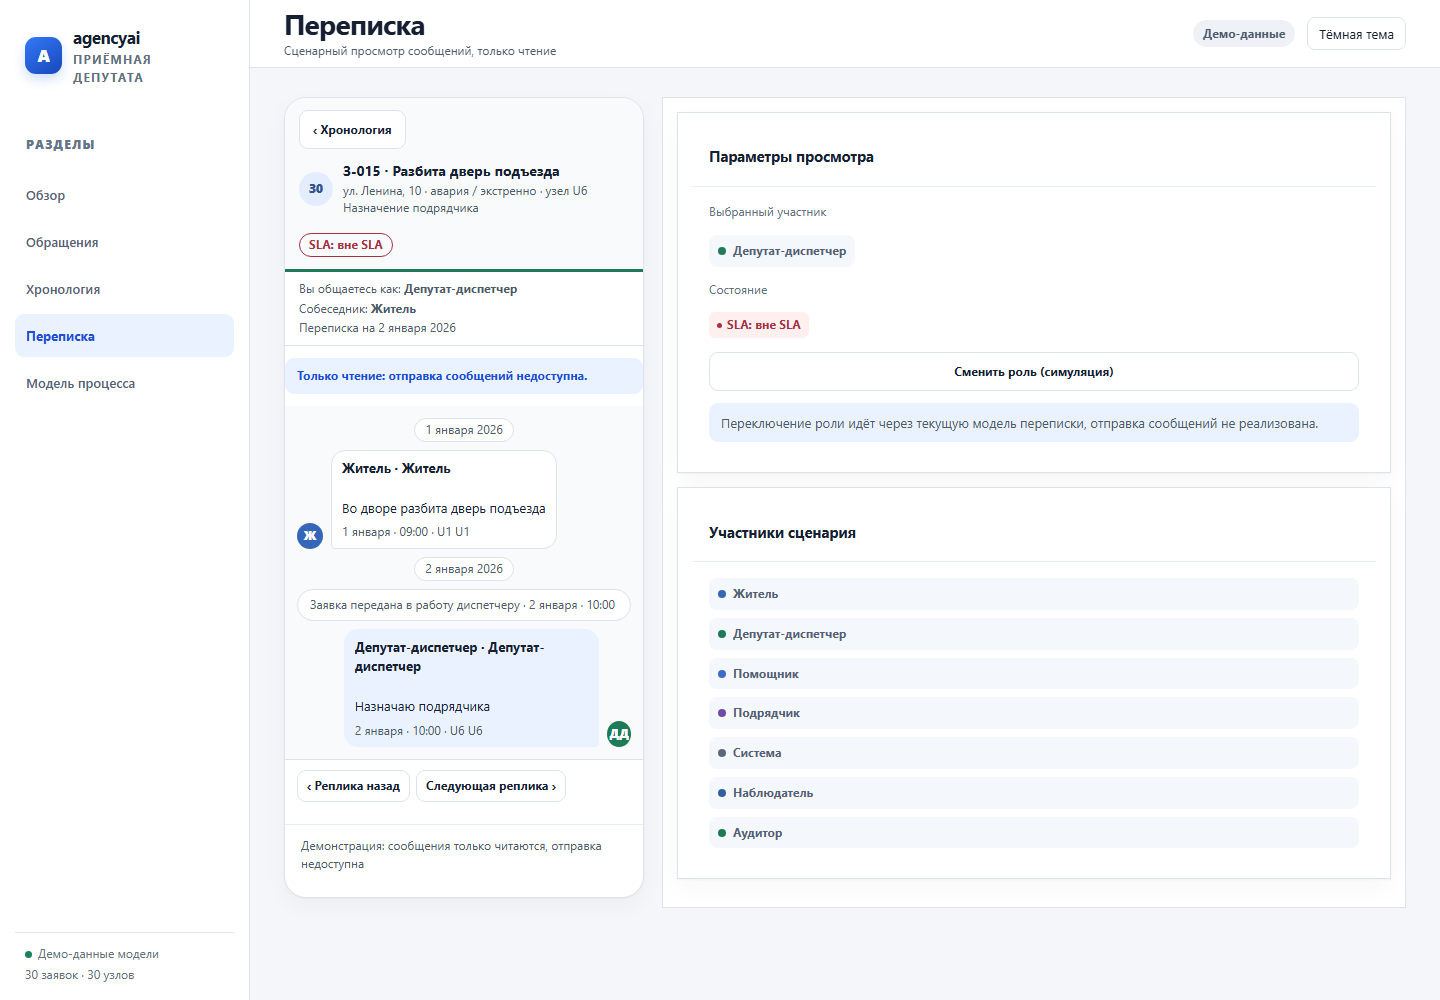 A
agencyai
ПРИЁМНАЯ
ДЕПУТАТА
РАЗДЕЛЫ
Обзор
Обращения
Хронология
Переписка
Модель процесса
Демо-данные модели
30 заявок · 30 узлов
Переписка
Сценарный просмотр сообщений, только чтение
Демо-данные
Тёмная тема
‹ Хронология
30
З-015 · Разбита дверь подъезда
ул. Ленина, 10 · авария / экстренно · узел U6
Назначение подрядчика
SLA: вне SLA
Вы общаетесь как: Депутат-диспетчер
Собеседник: Житель
Переписка на 2 января 2026
Только чтение: отправка сообщений недоступна.
1 января 2026
Житель · Житель
Во дворе разбита дверь подъезда
1 января · 09:00 · U1 U1
Ж
2 января 2026
Заявка передана в работу диспетчеру · 2 января · 10:00
Депутат-диспетчер · Депутат-
диспетчер
Назначаю подрядчика
2 января · 10:00 · U6 U6
ДД
‹ Реплика назад
Следующая реплика ›
Демонстрация: сообщения только читаются, отправка
недоступна
Параметры просмотра
Выбранный участник
Депутат-диспетчер
Состояние
SLA: вне SLA
Сменить роль (симуляция)
Переключение роли идёт через текущую модель переписки, отправка сообщений не реализована.
Участники сценария
Житель
Депутат-диспетчер
Помощник
Подрядчик
Система
Наблюдатель
Аудитор